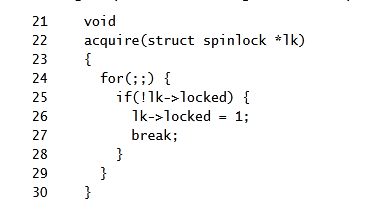 21 void
22 acquire(struct spinlock *lk)
23 {
24 for(;;) {
25 if(!lk->locked) {
26 lk->locked = 1;
27 break;
28 }
29 }
30 }